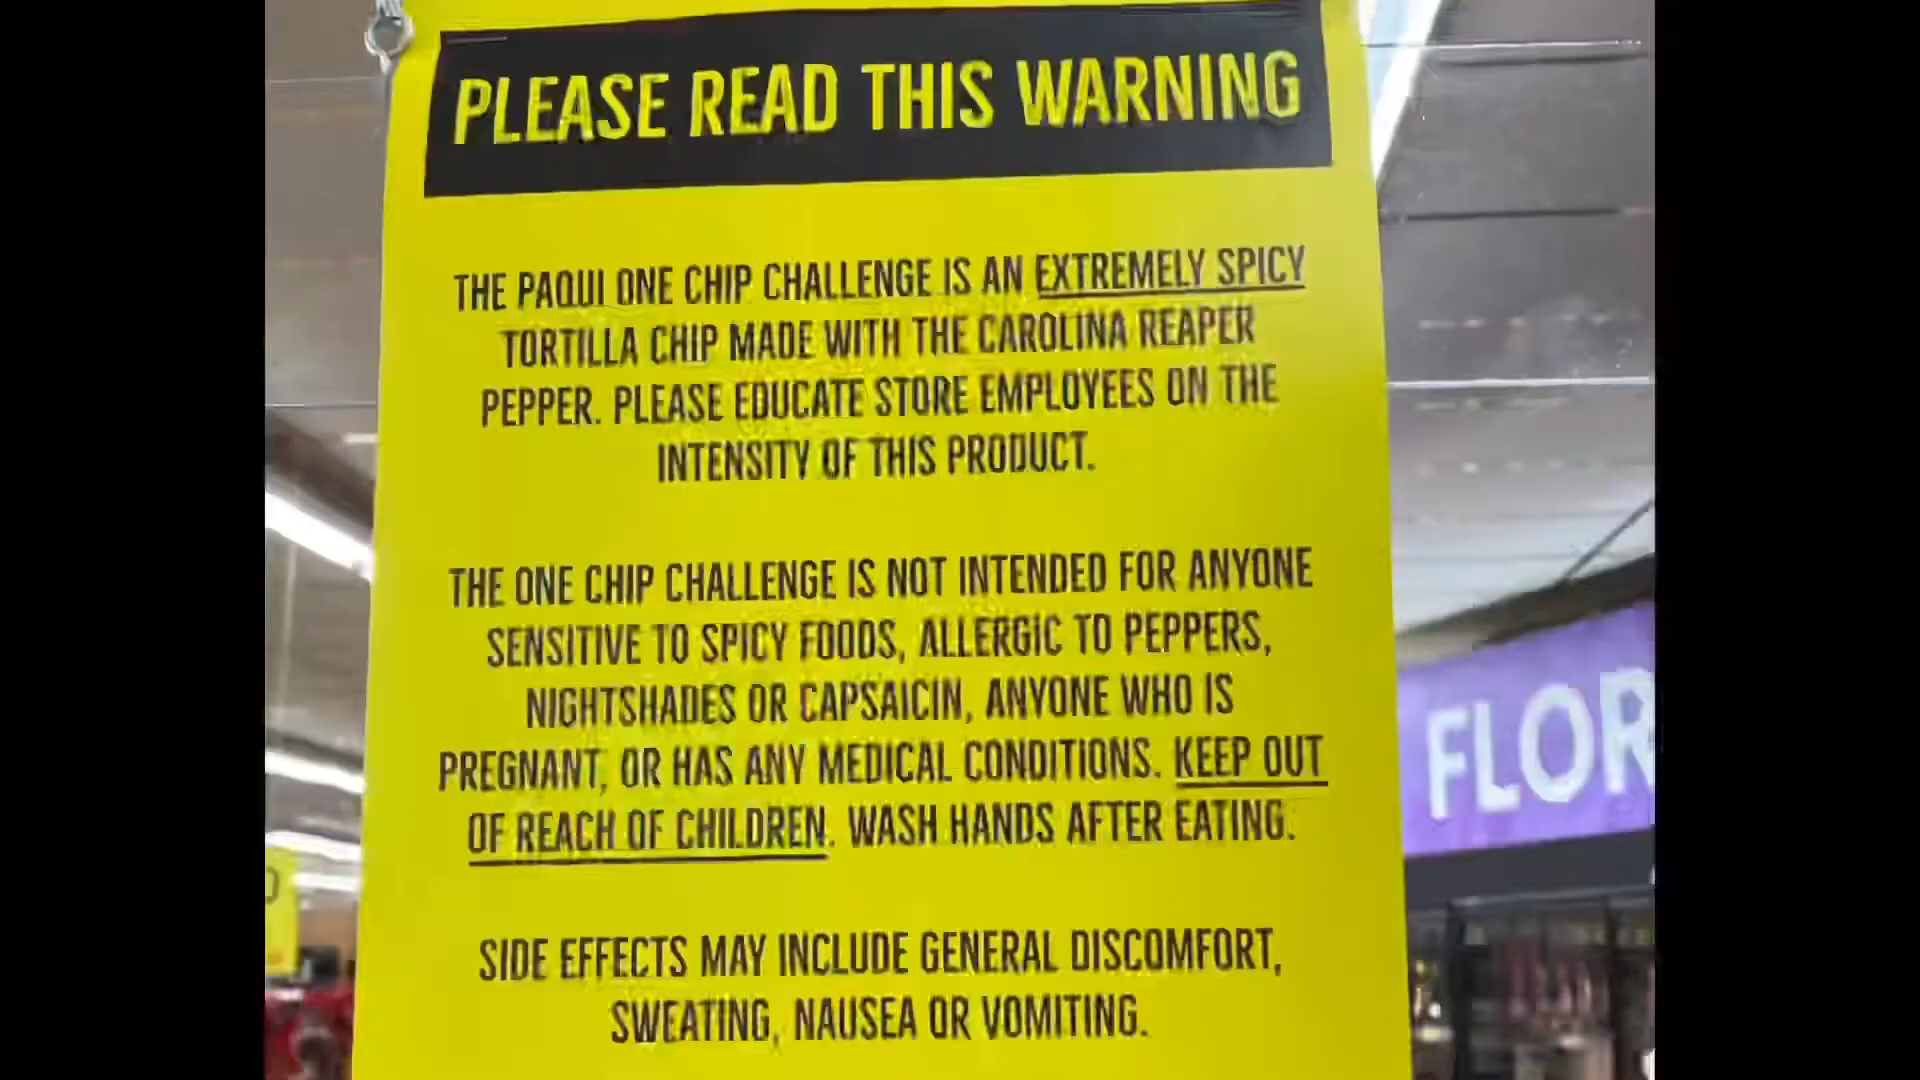 PLEASE READ THIS WARNING
THE PAQUI ONE CHIP CHALLENGE IS AN EXTREMELY SPICY
TORTILLA CHIP MADE WITH THE CAROLINA REAPER
PEPPER. PLEASE EDUCATE STORE EMPLOYEES ON THE
INTENSITY OF THIS PRODUCT.
THE ONE CHIP CHALLENGE IS NOT INTENDED FOR ANYONE
SENSITIVE TO SPICY FOODS, ALLERGIC TO PEPPERS,
NIGHTSHADES OR CAPSAICIN, ANYONE WHO IS
PREGNANT, OR HAS ANY MEDICAL CONDITIONS. KEEP OUT
OF REACH OF CHILDREN. WASH HANDS AFTER EATING.
SIDE EFFECTS MAY INCLUDE GENERAL DISCOMFORT,
SWEATING, NAUSEA OR VOMITING.
FLOR